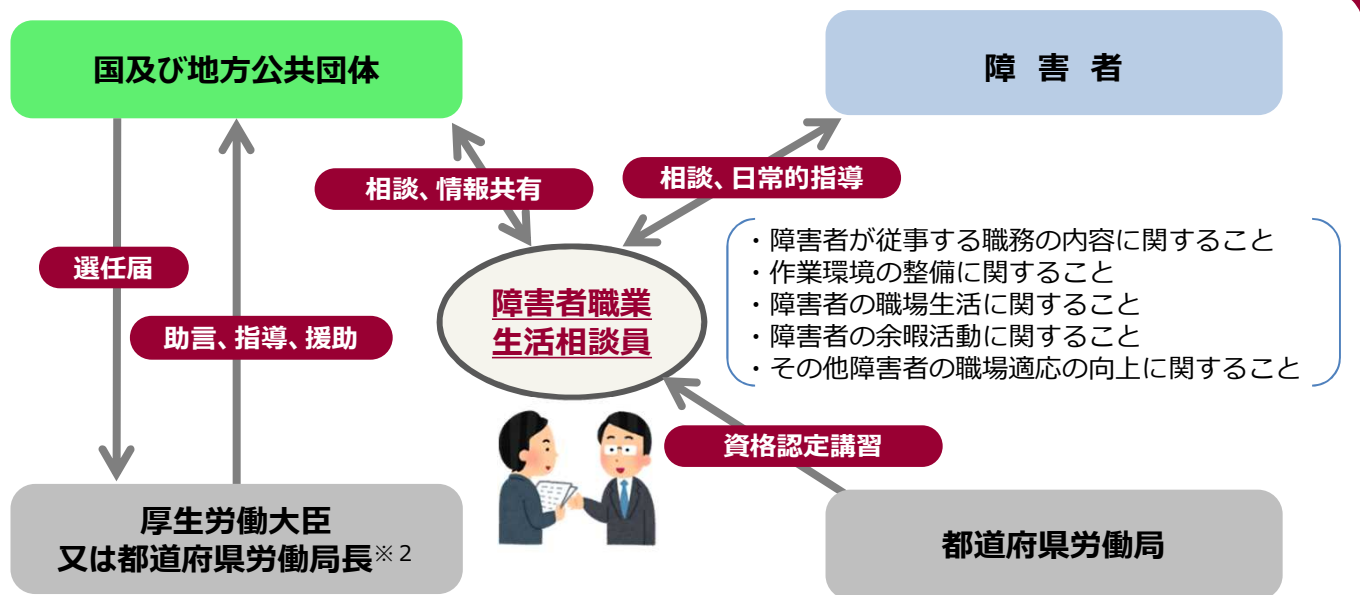 国及び地方公共団体
障 害 者
相談、情報共有
相談、日常的指導
選任届
助言、指導、援助
障害者職業
生活相談員
・障害者が従事する職務の内容に関すること
・作業環境の整備に関すること
・障害者の職場生活に関すること
・障害者の余暇活動に関すること
・その他障害者の職場適応の向上に関すること
資格認定講習
厚生労働大臣
又は都道府県労働局長※2
都道府県労働局